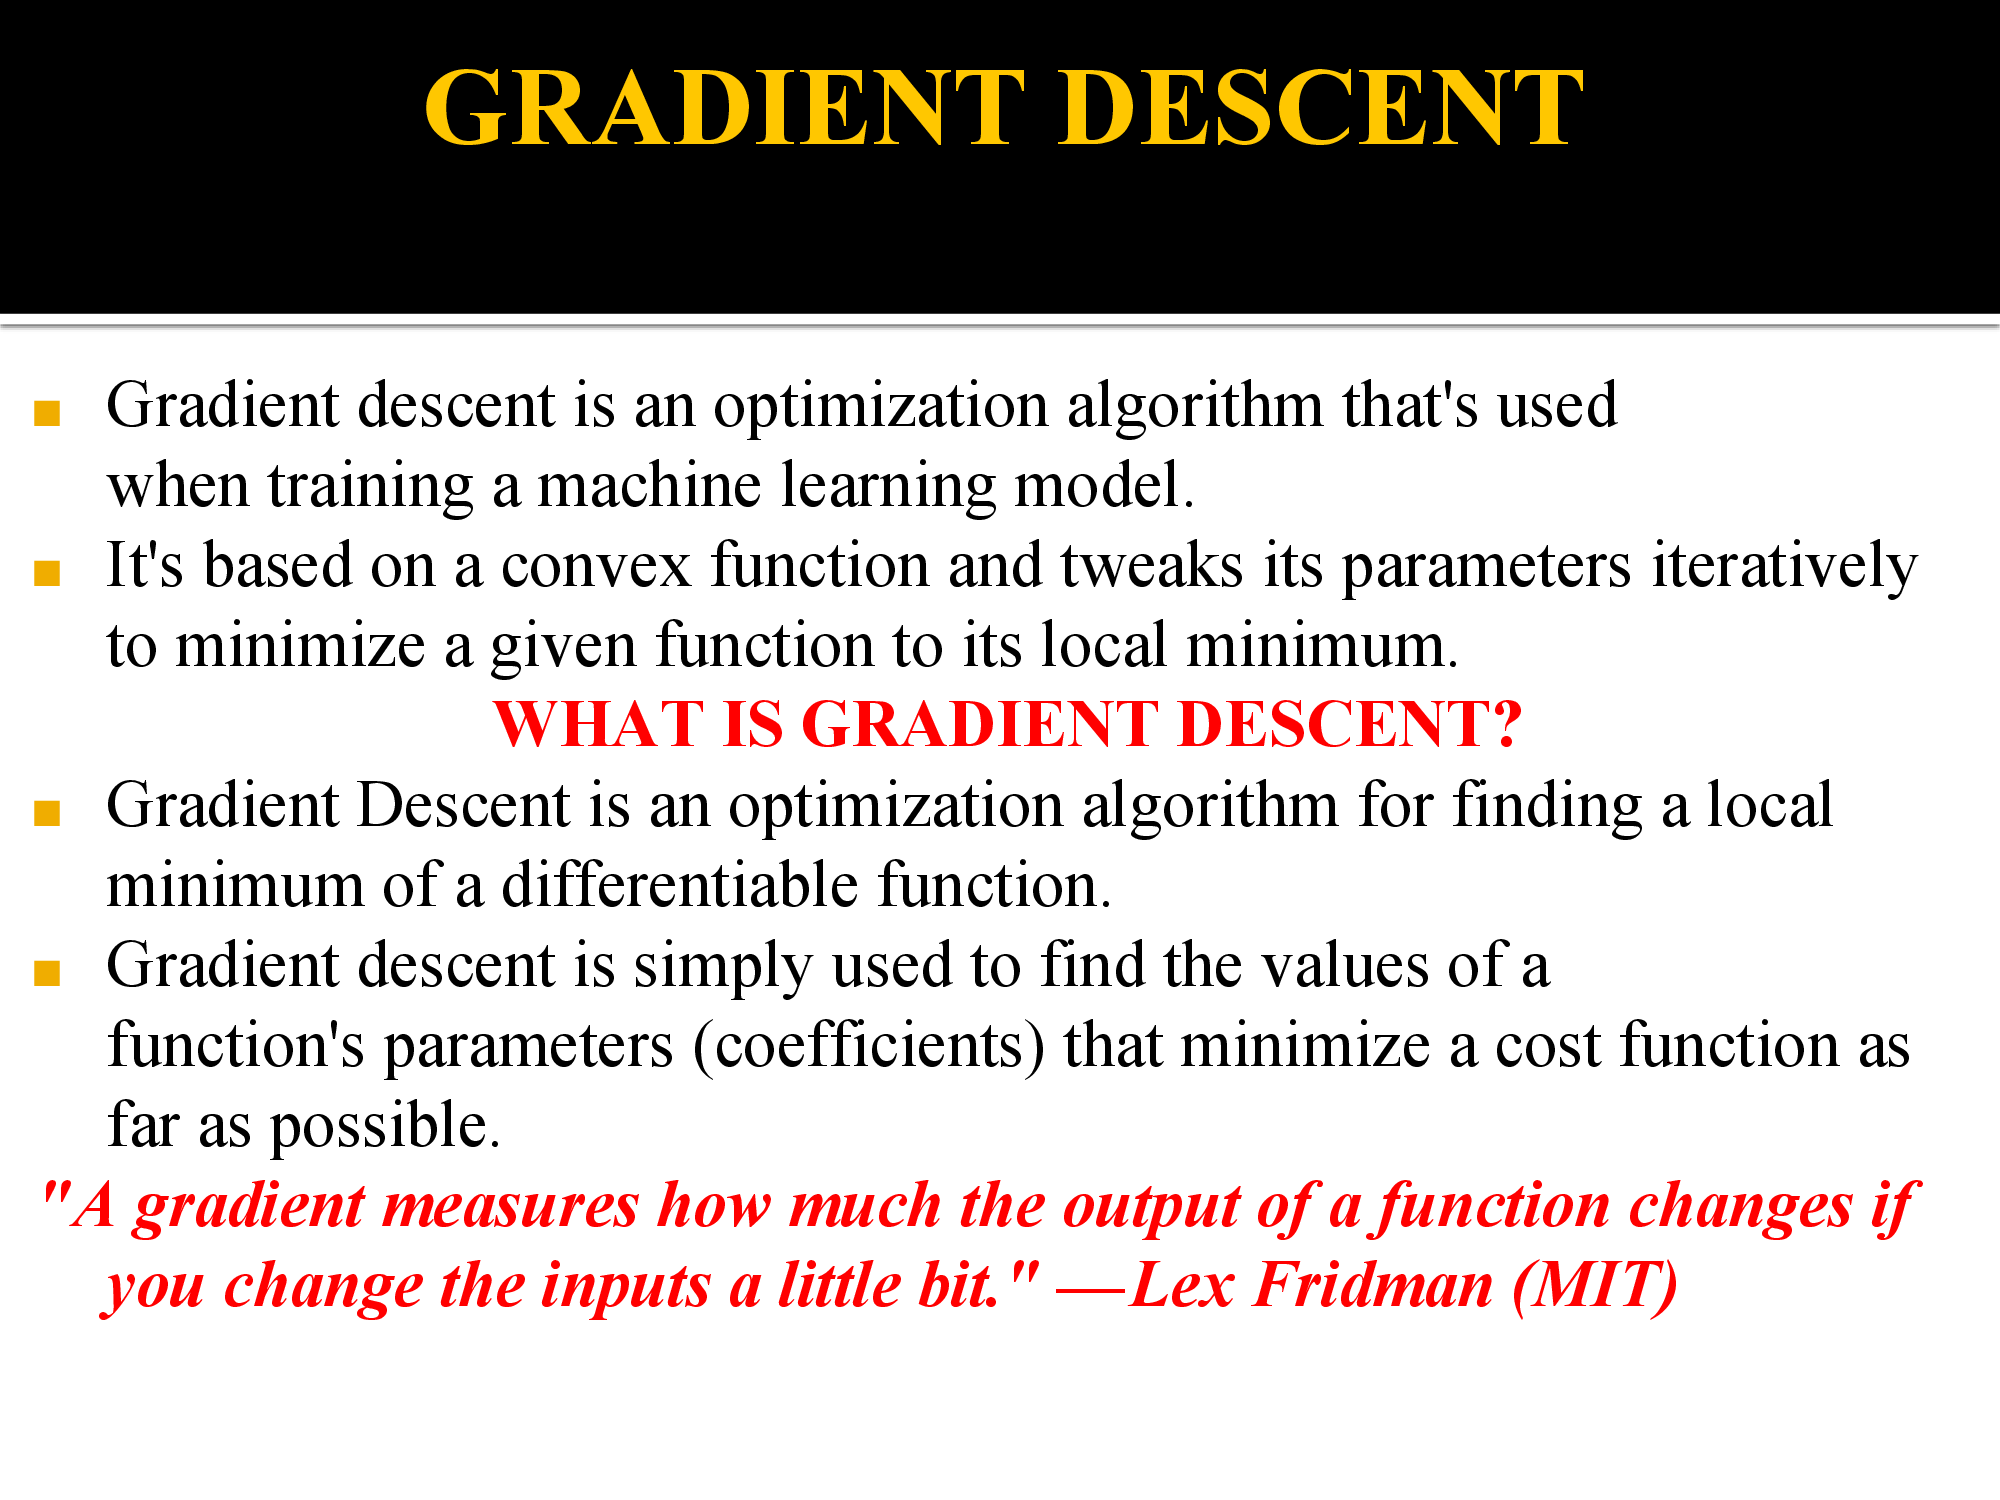 GRADIENT DESCENT
■ Gradient descent is an optimization algorithm that's used
when training a machine learning model.
■ It's based on a convex function and tweaks its parameters iteratively
to minimize a given function to its local minimum.
WHAT IS GRADIENT DESCENT?
■ Gradient Descent is an optimization algorithm for finding a local
minimum of a differentiable function.
■ Gradient descent is simply used to find the values of a
function's parameters (coefficients) that minimize a cost function as
far as possible.
"A gradient measures how much the output of a function changes if
you change the inputs a little bit." —Lex Fridman (MIT)